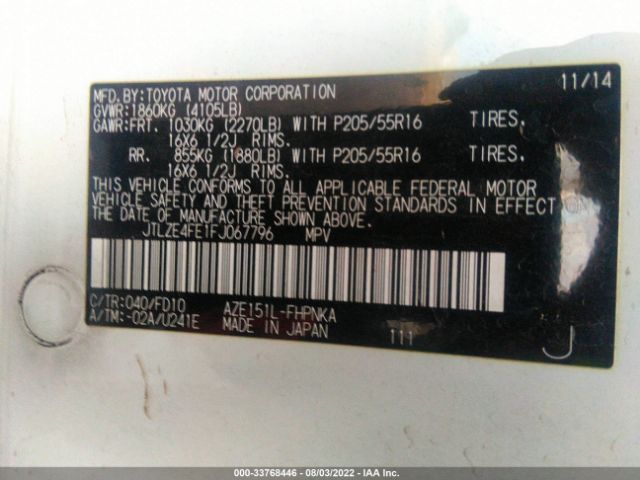 MFD.BY:TOYOTA MOTOR CORPORATION 11/14
GVWR:1860KG (4105LB)
GAWR:FRT. 1030KG (2270LB) WITH P205/55R16 TIRES.
16X6 1/2J RIMS.
RR. 855KG (1880LB) WITH P205/55R16 TIRES.
16X6 1/2J RIMS.
THIS VEHICLE CONFORMS TO ALL APPLICABLE FEDERAL MOTOR
VEHICLE SAFETY AND THEFT PREVENTION STANDARDS IN EFFECT ON
THE DATE OF MANUFACTURE SHOWN ABOVE.
JTLZE4FE1FJ067796 MPV
C/TR:040/FD10 AZE151L-FHPNKA
A/TM:-02A/U241E MADE IN JAPAN 111 J
000-33768446 - 08/03/2022 - IAA Inc.